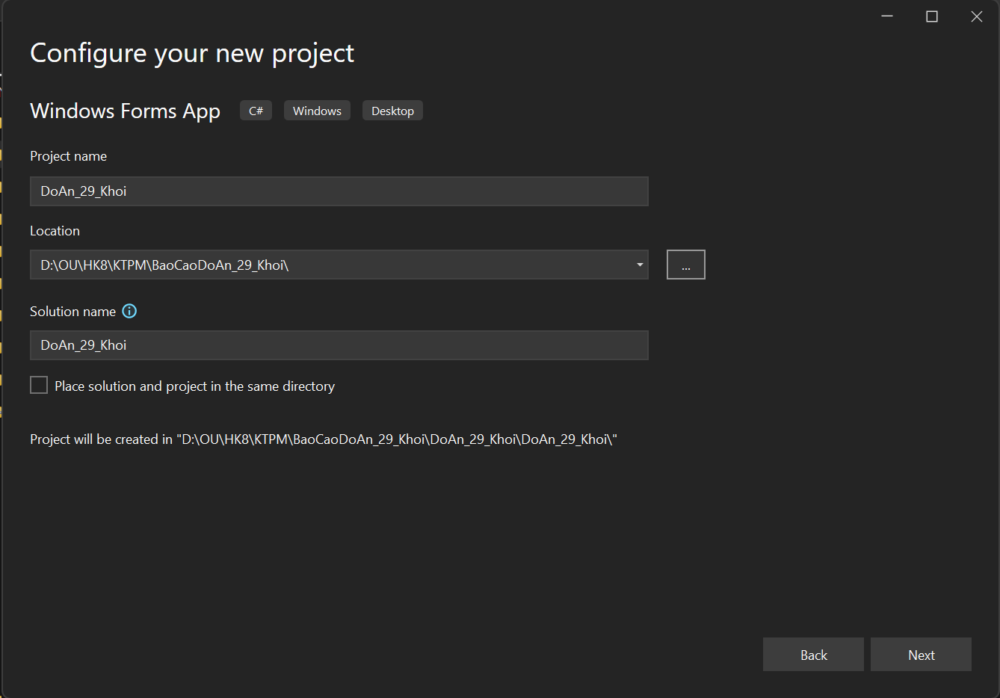 Configure your new project
Windows Forms App C# Windows Desktop
Project name
DoAn_29_Khoi
Location
D:\OU\HK8\KTPM\BaoCaoDoAn_29_Khoi\
...
Solution name
DoAn_29_Khoi
Place solution and project in the same directory
Project will be created in "D:\OU\HK8\KTPM\BaoCaoDoAn_29_Khoi\DoAn_29_Khoi\DoAn_29_Khoi\"
Back Next